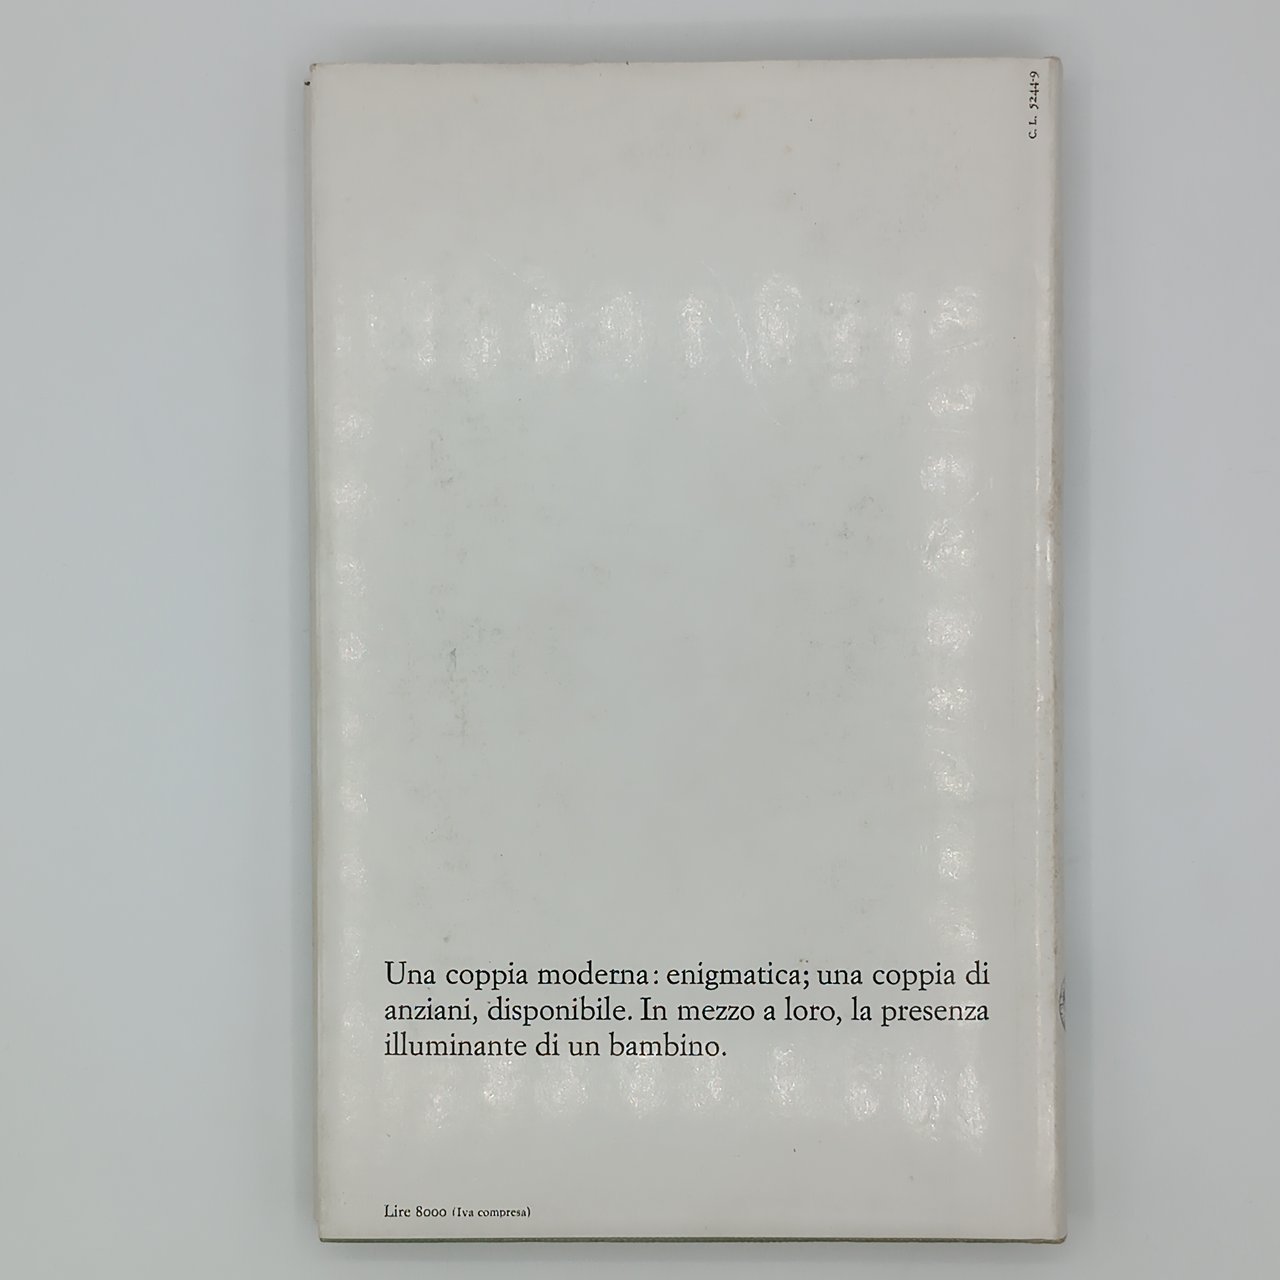 C. L. 5244-9
Una coppia moderna: enigmatica; una coppia di
anziani, disponibile. In mezzo a loro, la presenza
illuminante di un bambino.
Lire 8000 (Iva compresa)